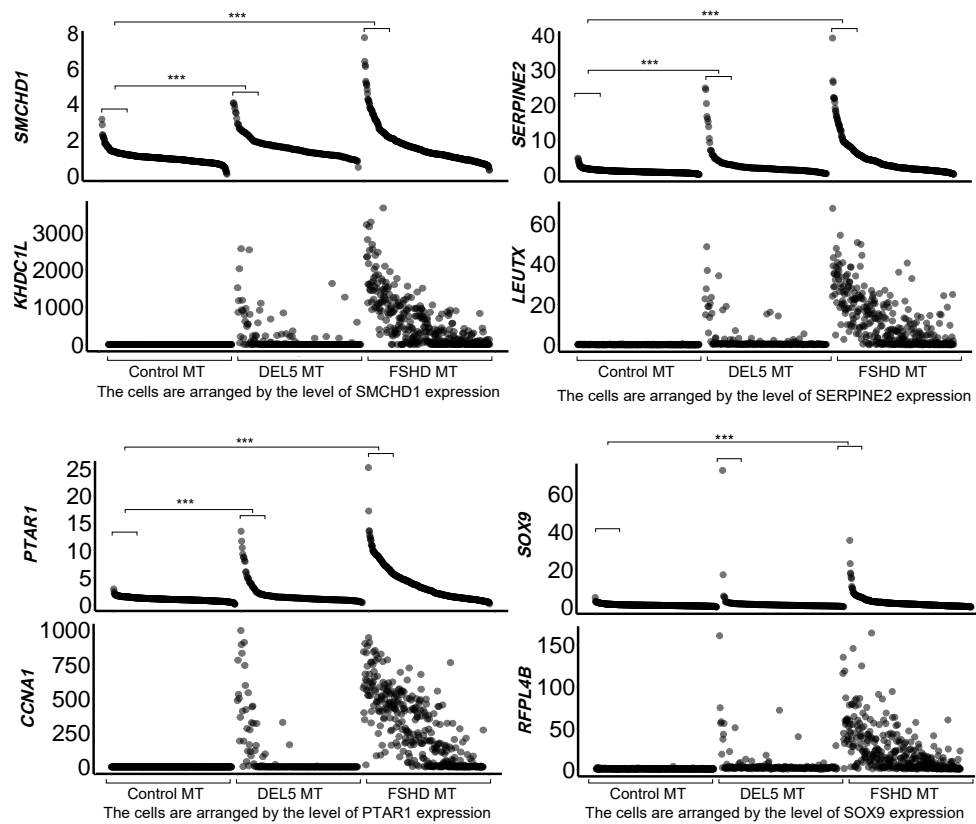 ***
***
SMCHD1
8
6
4
2
0
KHDC1L
3000
2000
1000
0
Control MT DEL5 MT FSHD MT
The cells are arranged by the level of SMCHD1 expression
***
***
SERPINE2
40
30
20
10
0
LEUTX
60
40
20
0
Control MT DEL5 MT FSHD MT
The cells are arranged by the level of SERPINE2 expression
***
***
PTAR1
25
20
15
10
5
0
CCNA1
1000
750
500
250
0
Control MT DEL5 MT FSHD MT
The cells are arranged by the level of PTAR1 expression
***
SOX9
60
40
20
0
RFPL4B
150
100
50
0
Control MT DEL5 MT FSHD MT
The cells are arranged by the level of SOX9 expression